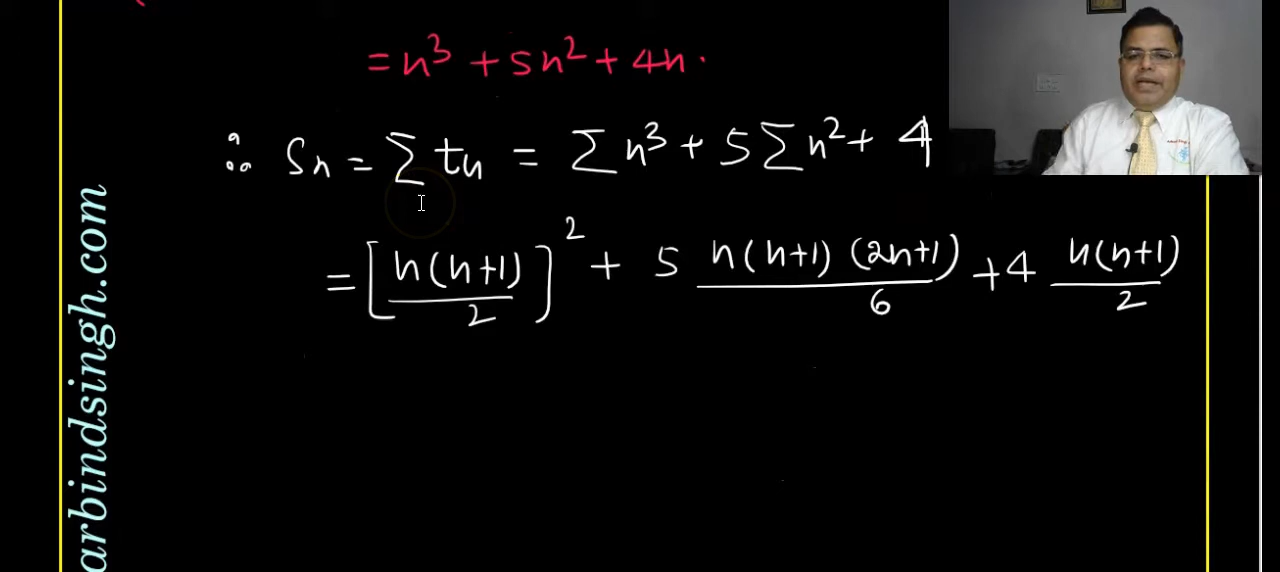 = n³ + 5n² + 4n.
∴ Sn = ∑ tn = ∑ n³ + 5 ∑ n² + 4
= [n(n+1)/2]² + 5 n(n+1)(2n+1)/6 + 4 n(n+1)/2
arbindsingh.com